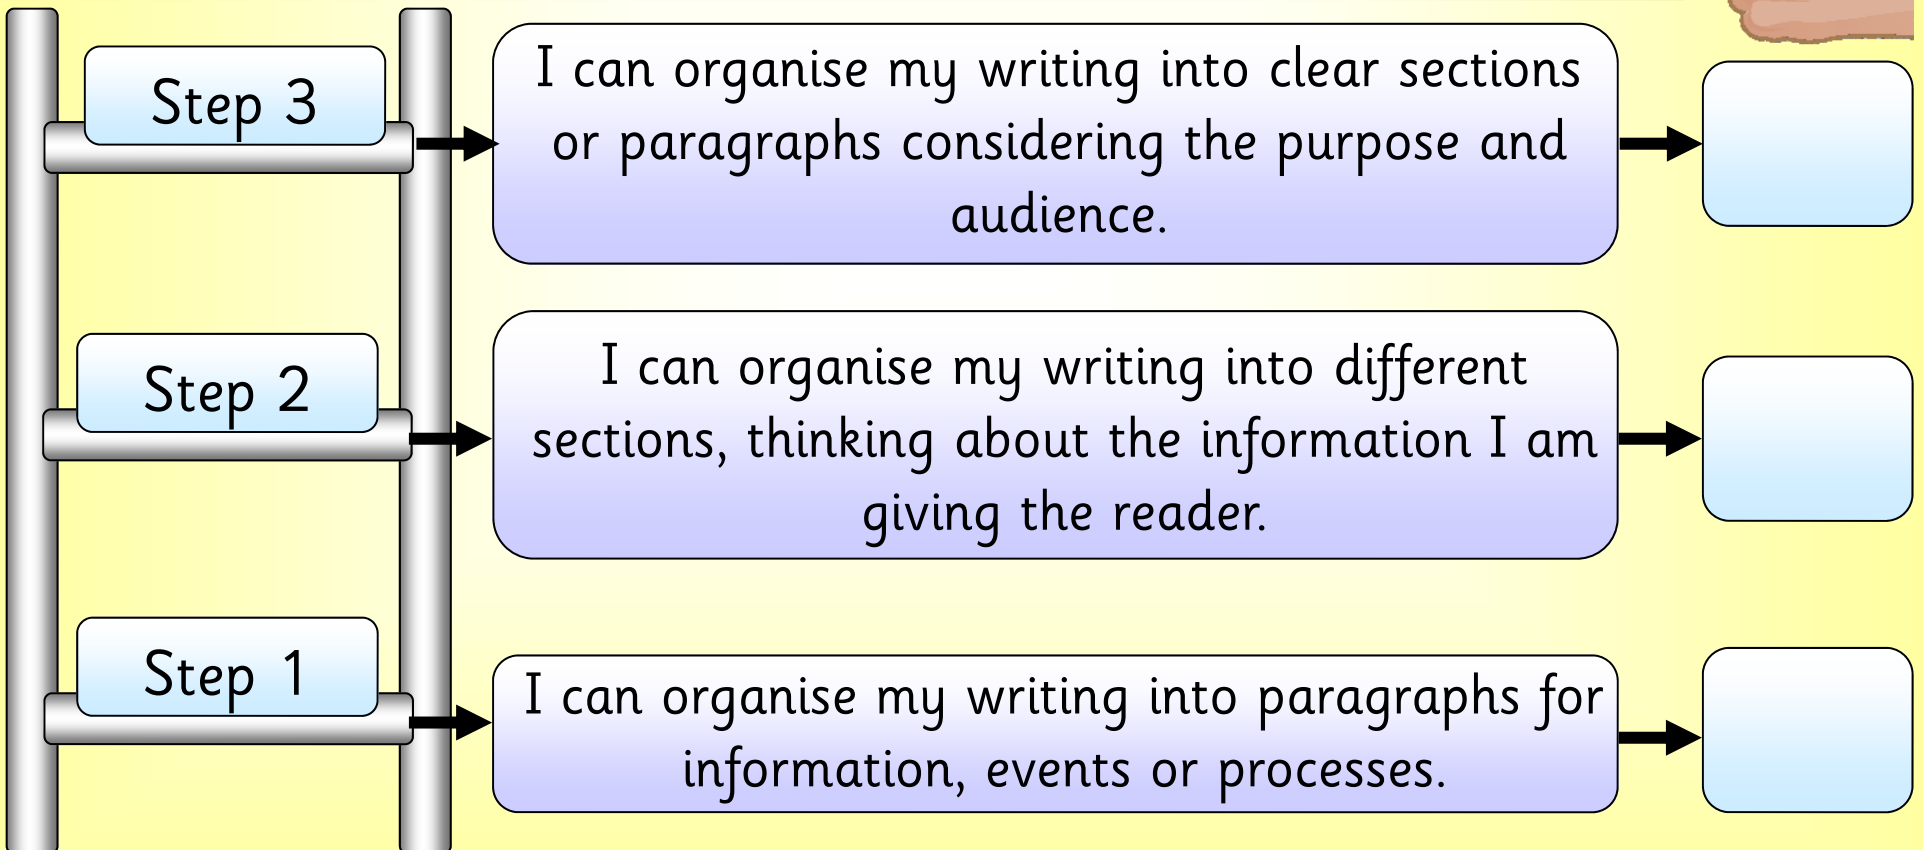 Step 3
I can organise my writing into clear sections
or paragraphs considering the purpose and
audience.
Step 2
I can organise my writing into different
sections, thinking about the information I am
giving the reader.
Step 1
I can organise my writing into paragraphs for
information, events or processes.